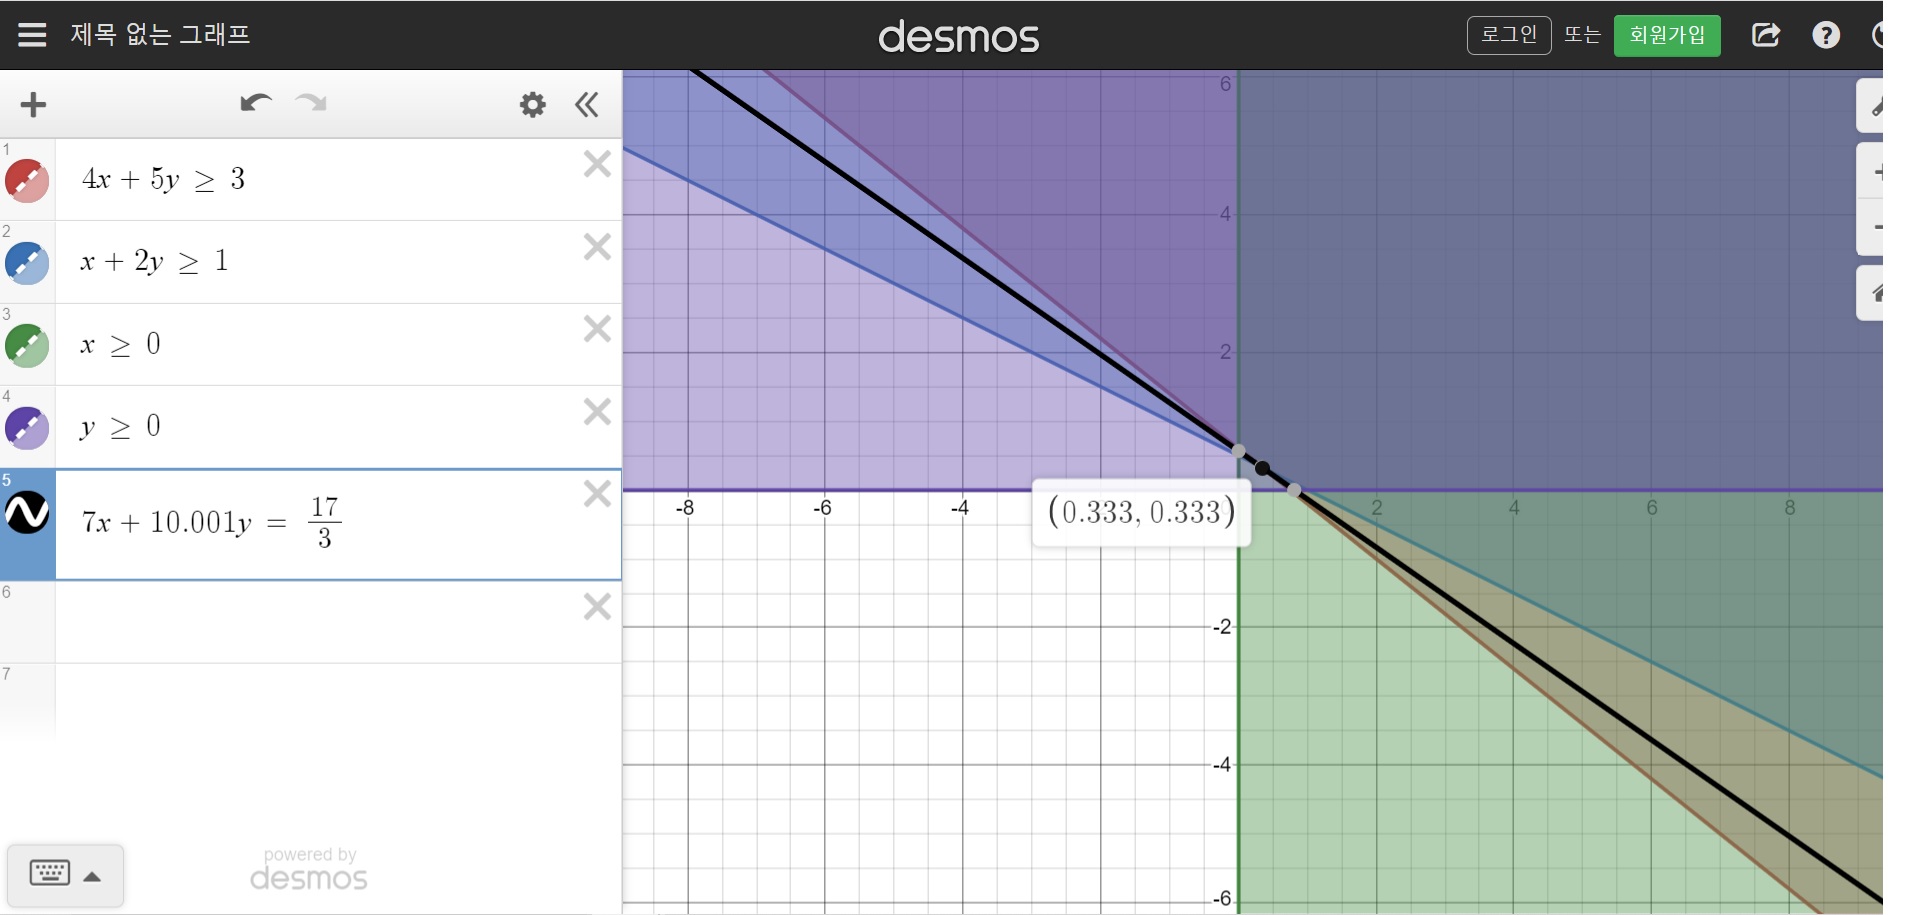 제목 없는 그래프
desmos
로그인 또는 회원가입
1
4x + 5y ≥ 3
2
x + 2y ≥ 1
3
x ≥ 0
4
y ≥ 0
5
7x + 10.001y = 17/3
6
7
powered by
desmos
6
4
2
-8 -6 -4 2 4 6 8
(0.333, 0.333)
-2
-4
-6